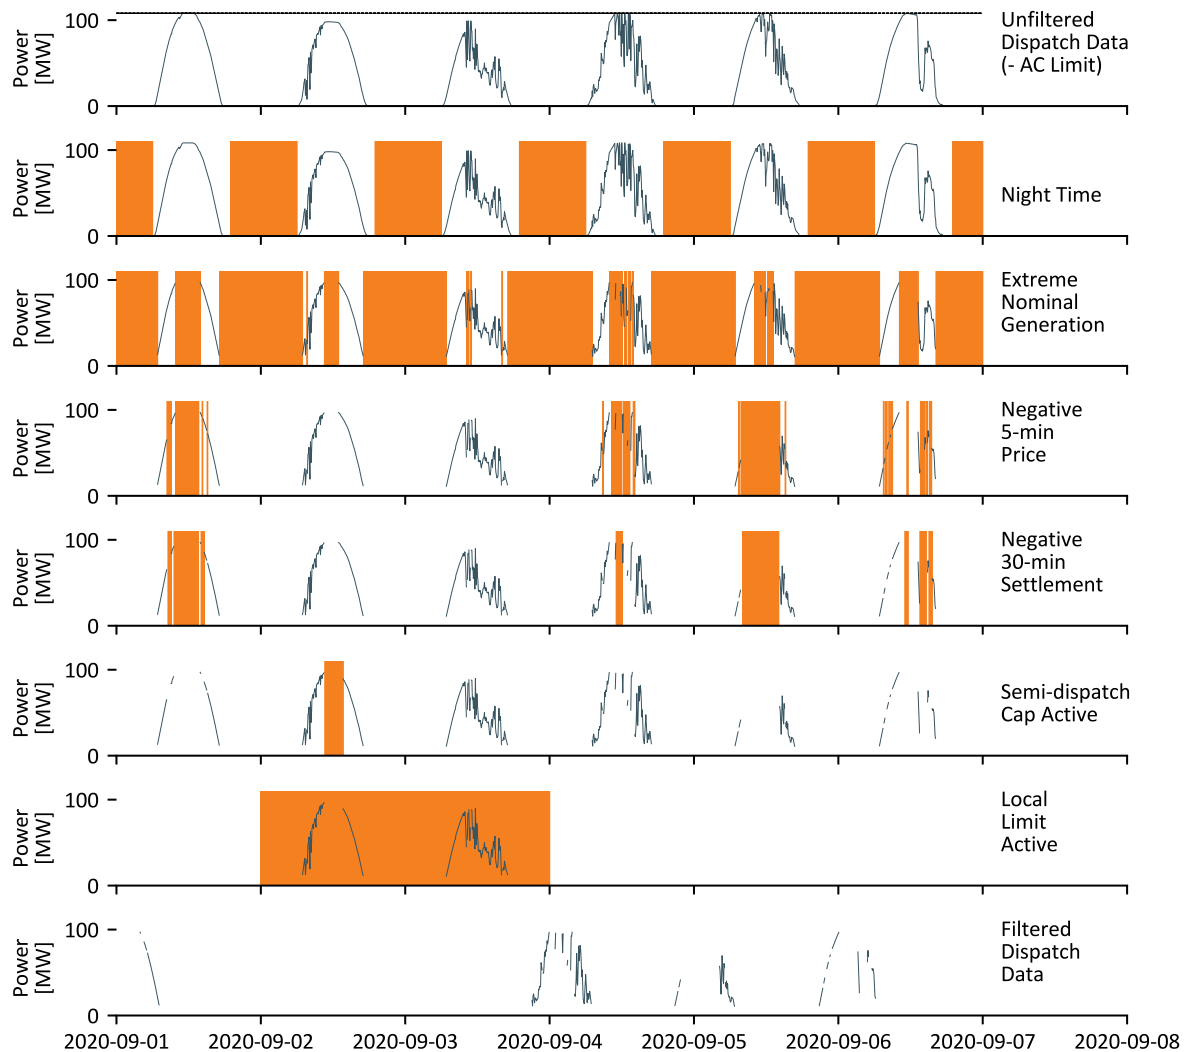 Power
[MW]
100
0
Unfiltered
Dispatch Data
(- AC Limit)
Power
[MW]
100
0
Night Time
Power
[MW]
100
0
Extreme
Nominal
Generation
Power
[MW]
100
0
Negative
5-min
Price
Power
[MW]
100
0
Negative
30-min
Settlement
Power
[MW]
100
0
Semi-dispatch
Cap Active
Power
[MW]
100
0
Local
Limit
Active
Power
[MW]
100
0
Filtered
Dispatch
Data
2020-09-01 2020-09-02 2020-09-03 2020-09-04 2020-09-05 2020-09-06 2020-09-07 2020-09-08